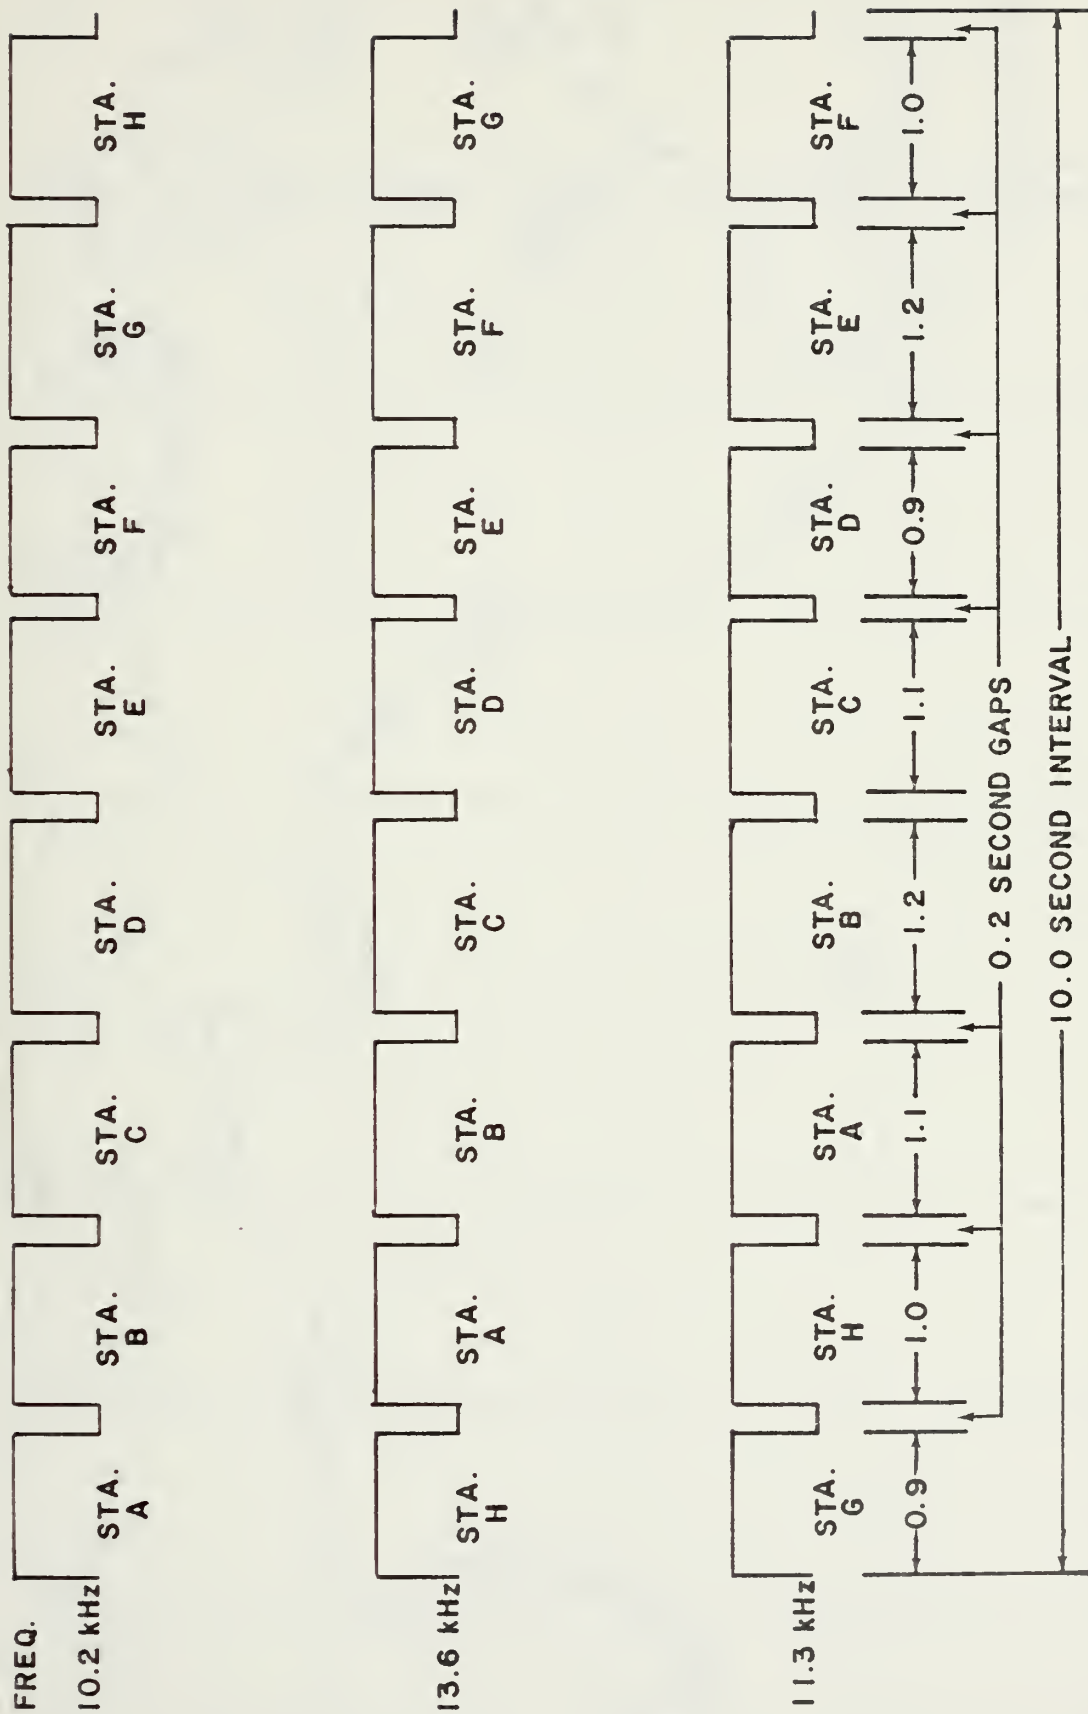 FREQ.
10.2 kHz
STA. STA. STA. STA. STA. STA. STA. STA.
A B C D E F G H
13.6 kHz
STA. STA. STA. STA. STA. STA. STA. STA.
H A B C D E F G
11.3 kHz
STA. STA. STA. STA. STA. STA. STA. STA.
G H A B C D E F
0.9 1.0 1.1 1.2 1.1 0.9 1.2 1.0
0.2 SECOND GAPS
10.0 SECOND INTERVAL